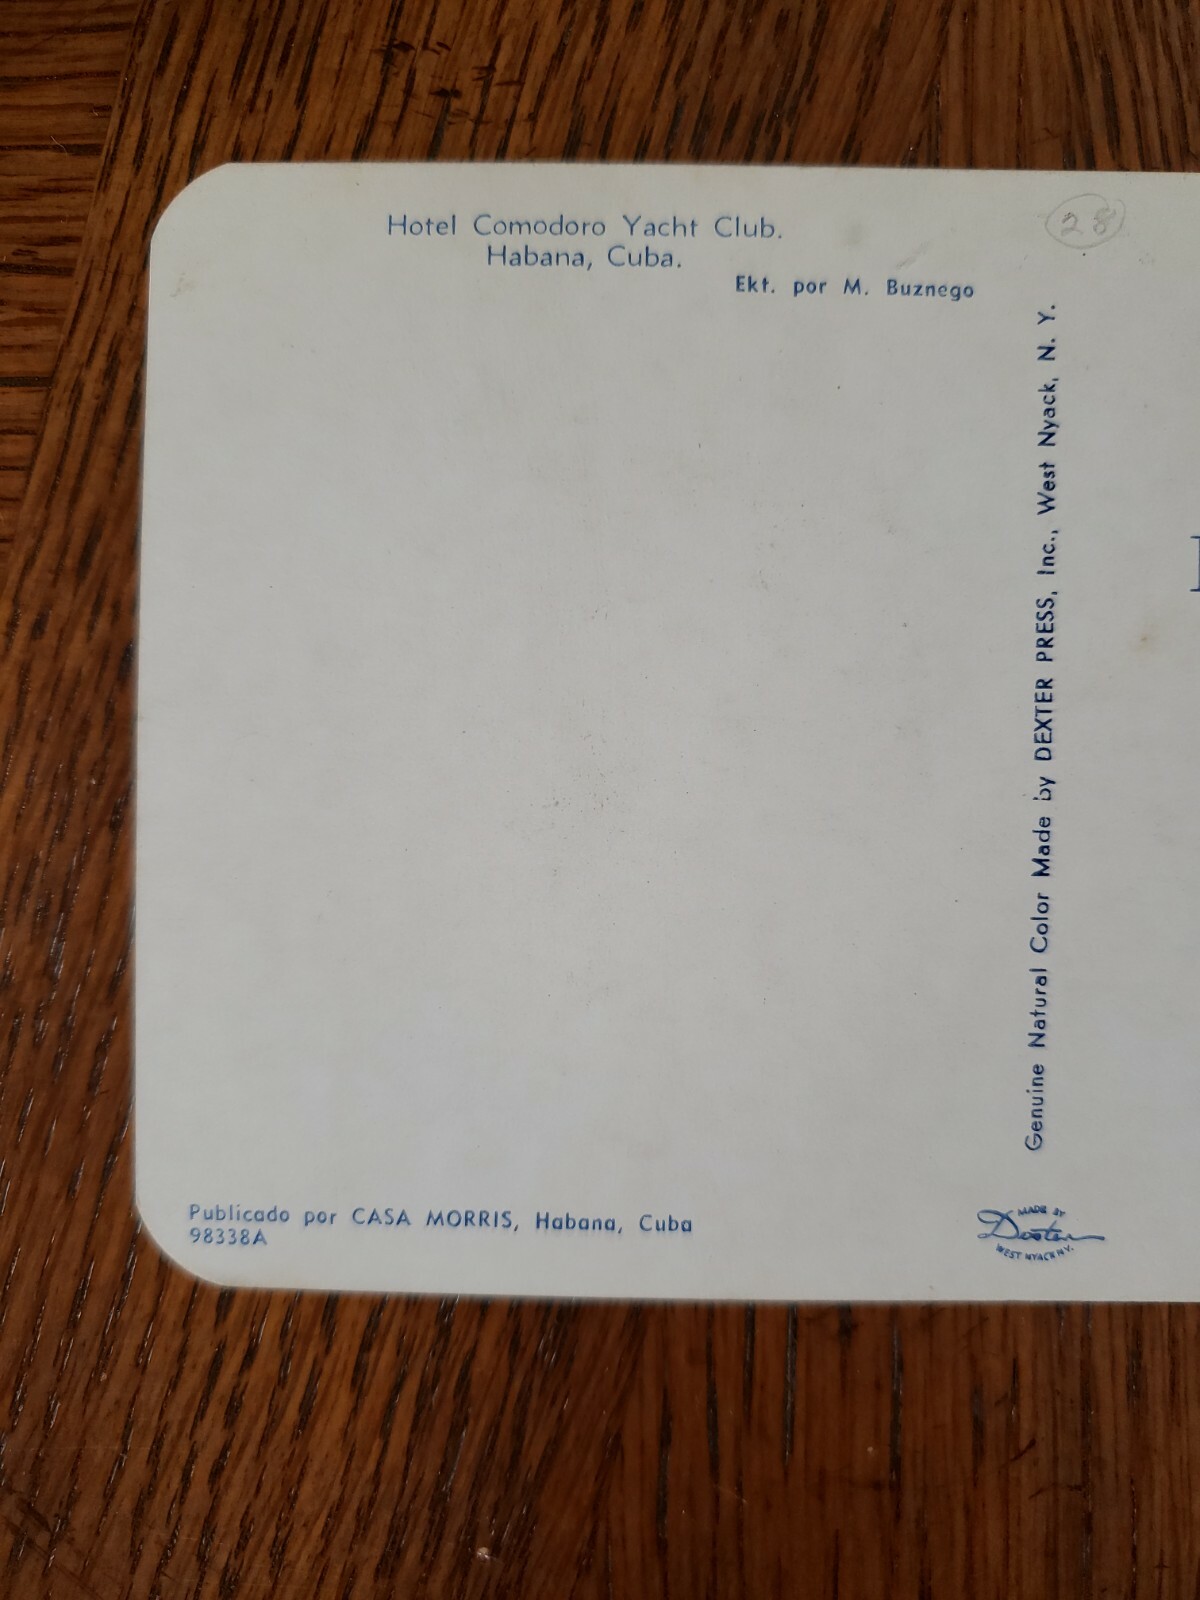 Hotel Comodoro Yacht Club.
Habana, Cuba.
Ekt. por M. Buznego
28
Genuine Natural Color Made by DEXTER PRESS, Inc., West Nyack, N. Y.
Publicado por CASA MORRIS, Habana, Cuba
98338A
MADE BY
Dexter
WEST NYACK N.Y.